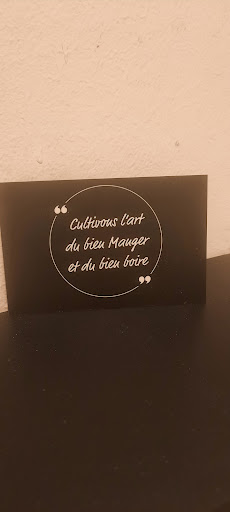 “
Cultivons l'art
du bien Manger
et du bien boire
”